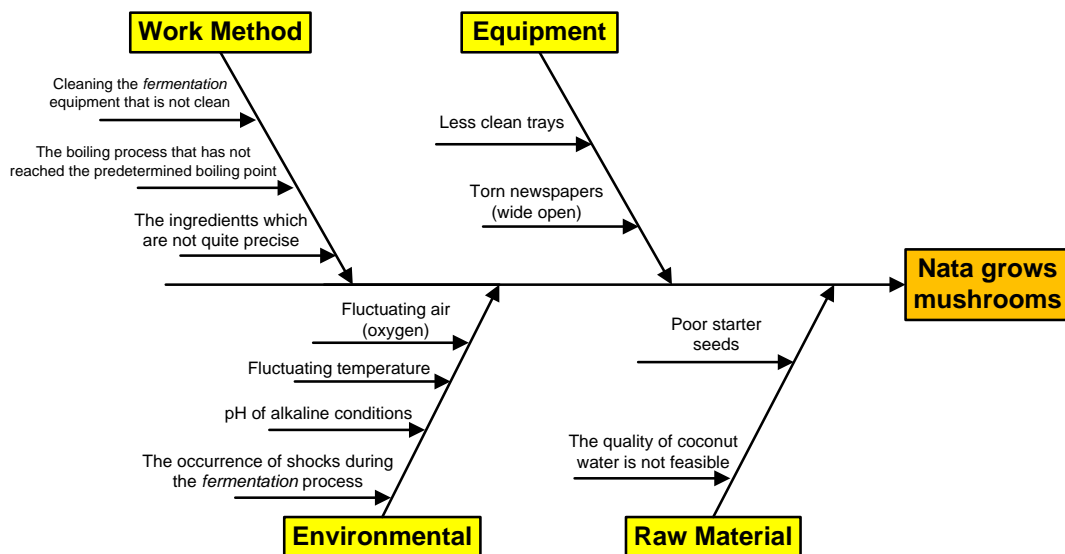 Work Method
Equipment
Cleaning the fermentation
equipment that is not clean
The boiling process that has not
reached the predetermined boiling point
The ingredientts which
are not quite precise
Less clean trays
Torn newspapers
(wide open)
Nata grows
mushrooms
Fluctuating air
(oxygen)
Fluctuating temperature
pH of alkaline conditions
The occurrence of shocks during
the fermentation process
Poor starter
seeds
The quality of coconut
water is not feasible
Environmental
Raw Material